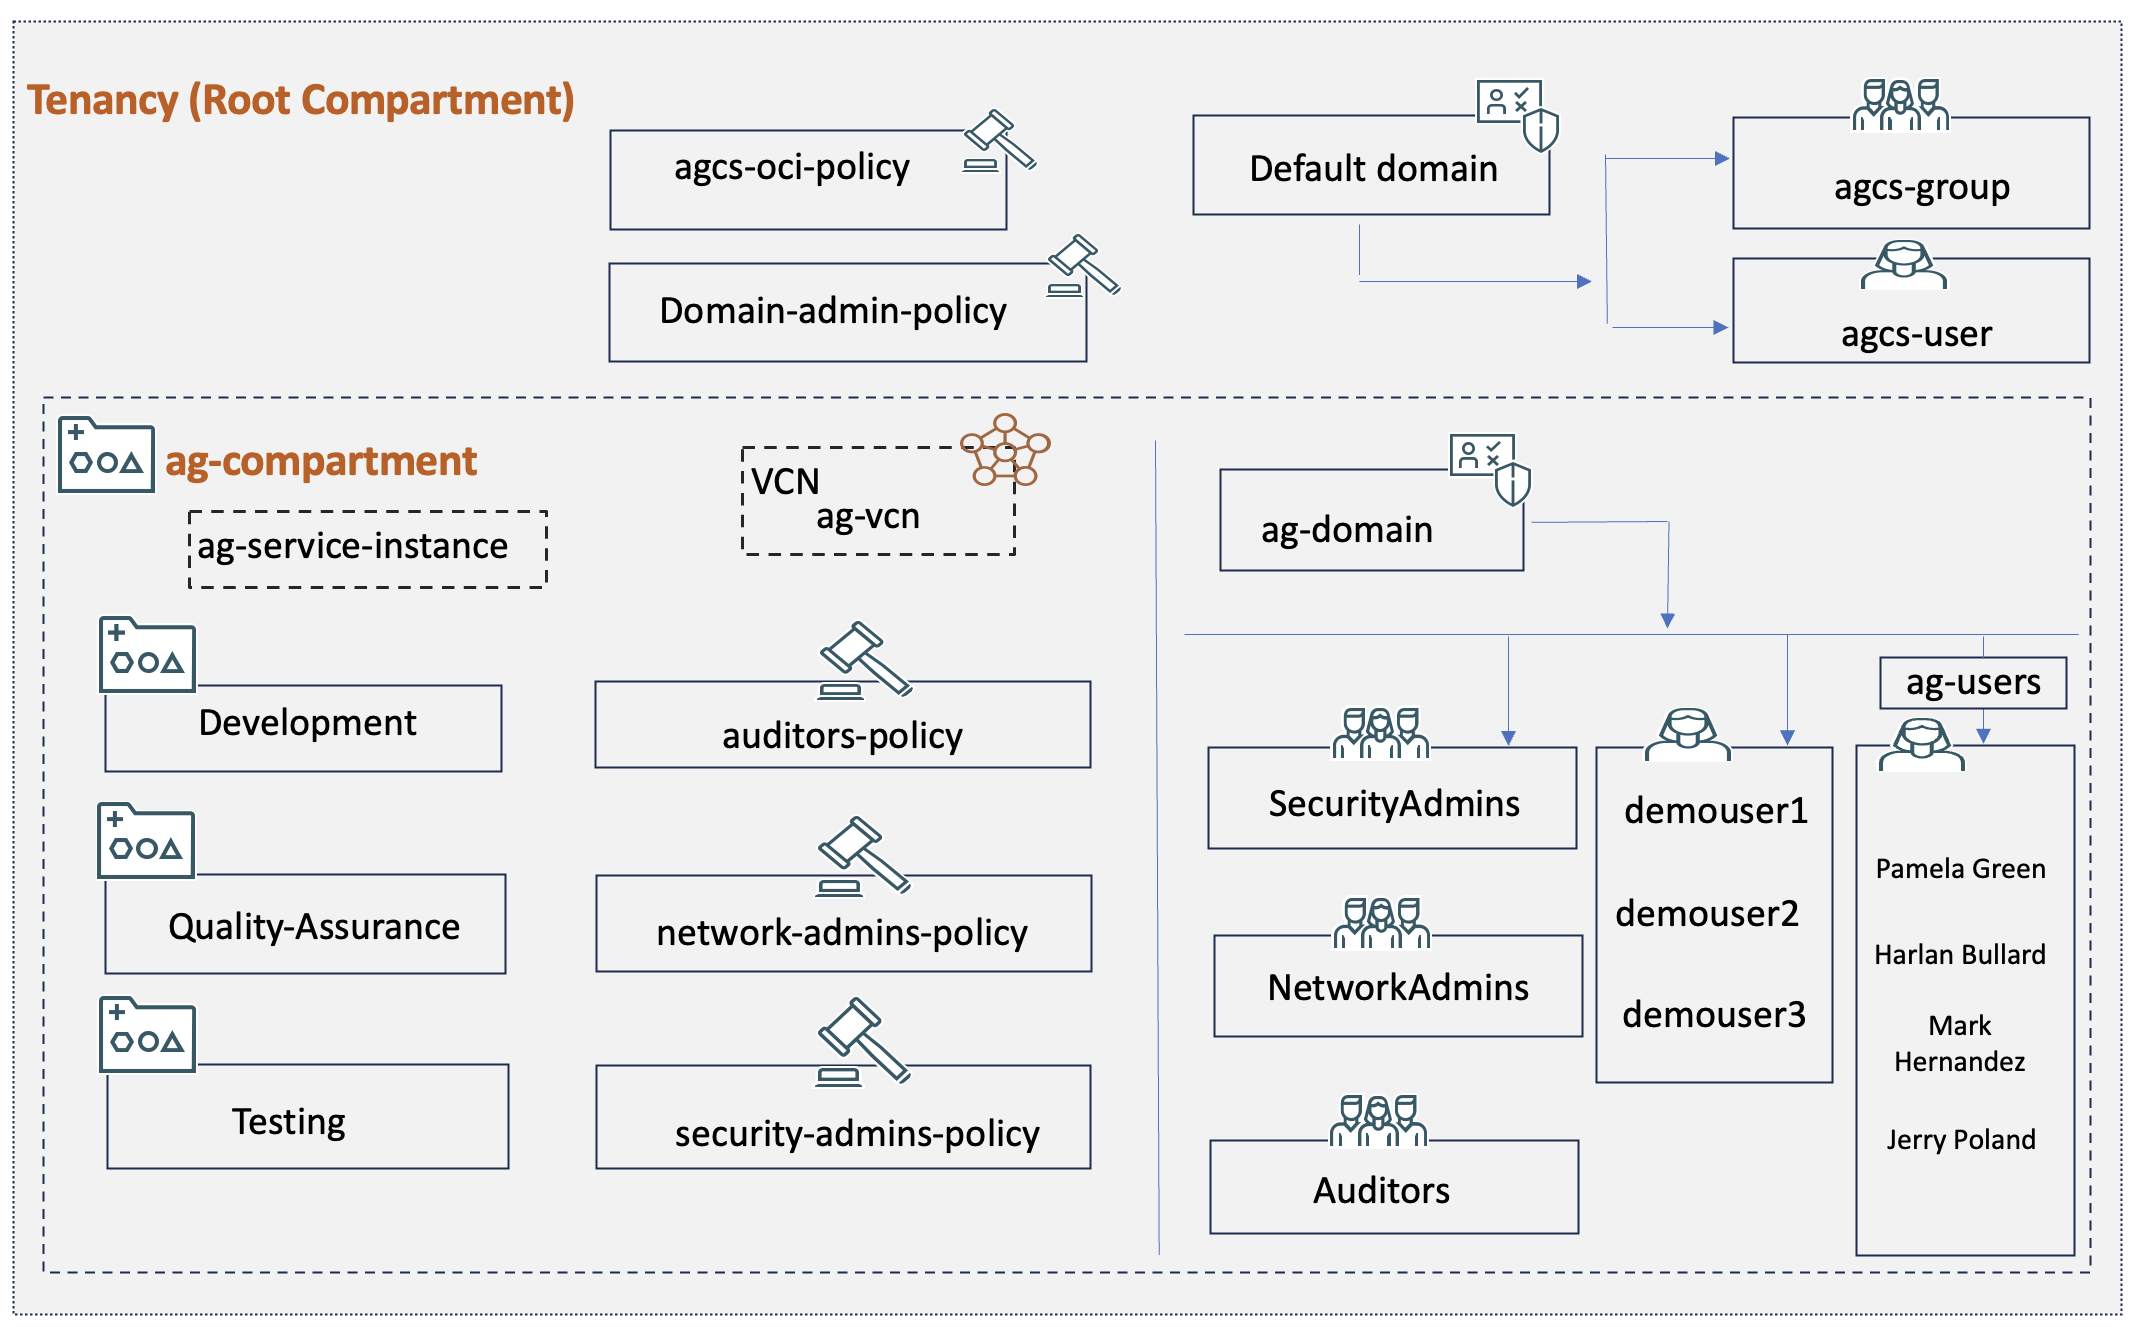 Tenancy (Root Compartment)
agcs-oci-policy
Domain-admin-policy
Default domain
agcs-group
agcs-user
ag-compartment
ag-service-instance
VCN
ag-vcn
Development
Quality-Assurance
Testing
auditors-policy
network-admins-policy
security-admins-policy
ag-domain
SecurityAdmins
NetworkAdmins
Auditors
demouser1
demouser2
demouser3
ag-users
Pamela Green
Harlan Bullard
Mark
Hernandez
Jerry Poland